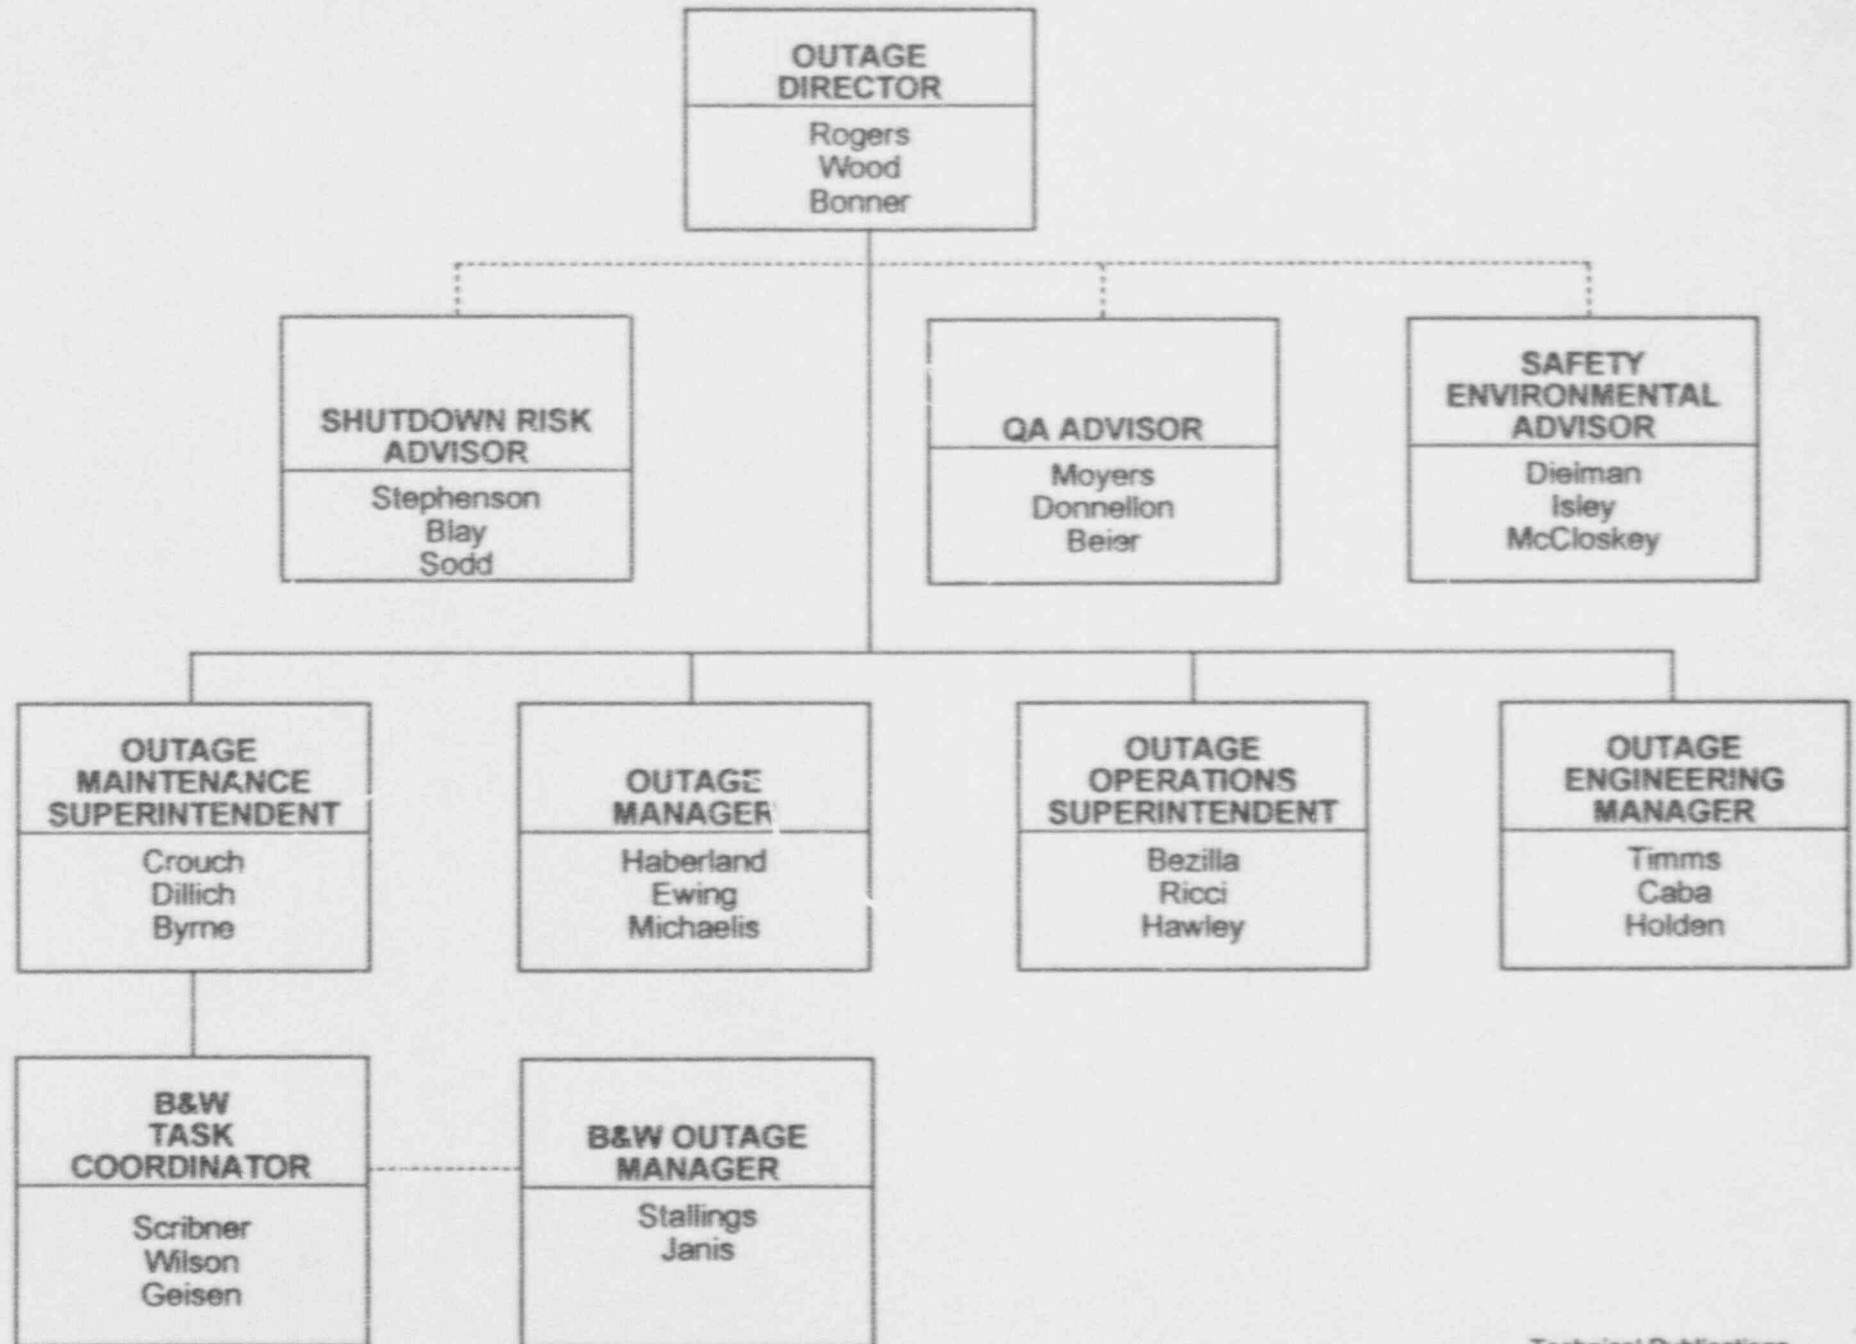 OUTAGE
DIRECTOR
Rogers
Wood
Bonner
SHUTDOWN RISK
ADVISOR
Stephenson
Blay
Sodd
QA ADVISOR
Moyers
Donnellon
Beier
SAFETY
ENVIRONMENTAL
ADVISOR
Dielman
Isley
McCloskey
OUTAGE
MAINTENANCE
SUPERINTENDENT
Crouch
Dillich
Byrne
OUTAGE
MANAGER
Haberland
Ewing
Michaelis
OUTAGE
OPERATIONS
SUPERINTENDENT
Bezilla
Ricci
Hawley
OUTAGE
ENGINEERING
MANAGER
Timms
Caba
Holden
B&W
TASK
COORDINATOR
Scribner
Wilson
Geisen
B&W OUTAGE
MANAGER
Stallings
Janis